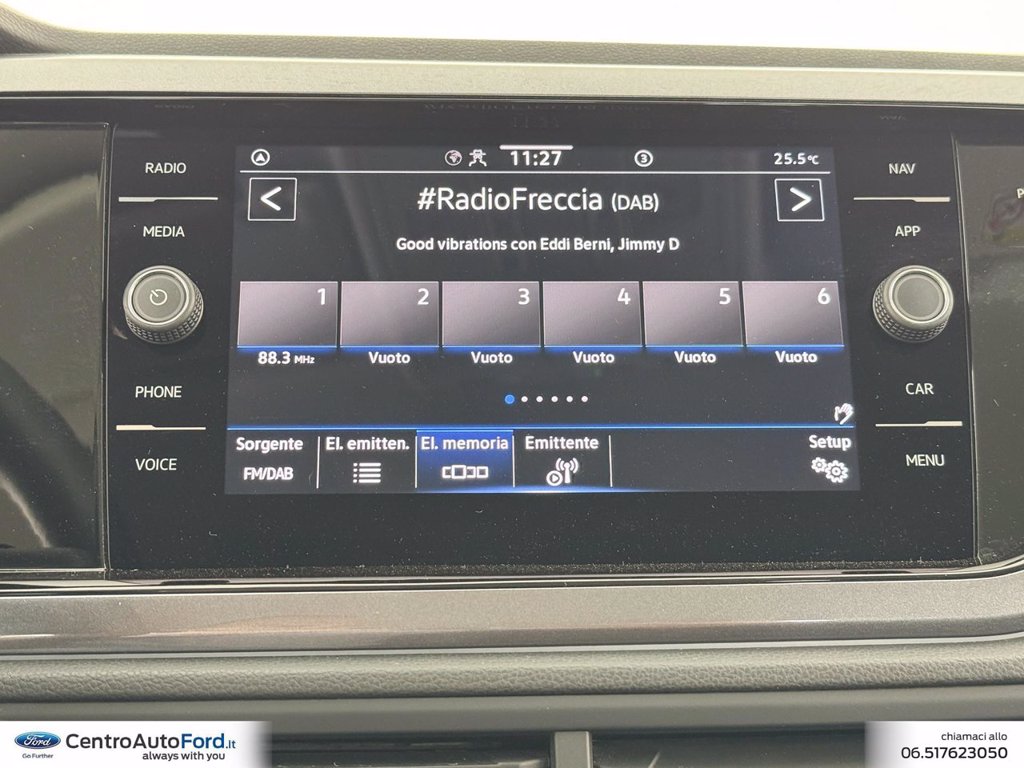 RADIO
MEDIA
PHONE
VOICE
11:27
3
25.5°C
<
#RadioFreccia (DAB)
>
Good vibrations con Eddi Berni, Jimmy D
1 2 3 4 5 6
88.3 MHz Vuoto Vuoto Vuoto Vuoto Vuoto
Sorgente El. emitten. El. memoria Emittente Setup
FM/DAB
NAV
APP
CAR
MENU
P
Ford
Go Further
CentroAutoFord.it
always with you
chiamaci allo
06.517623050